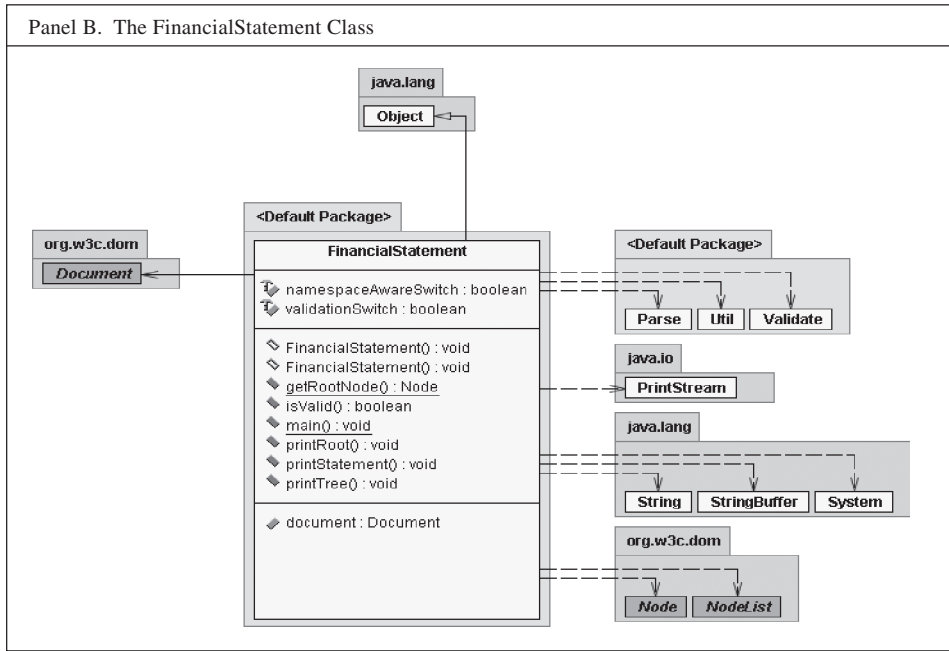 Panel B. The FinancialStatement Class
java.lang
Object
<Default Package>
org.w3c.dom
Document
FinancialStatement
namespaceAwareSwitch : boolean
validationSwitch : boolean
FinancialStatement() : void
FinancialStatement() : void
getRootNode() : Node
isValid() : boolean
main() : void
printRoot() : void
printStatement() : void
printTree() : void
document : Document
<Default Package>
Parse Util Validate
java.io
PrintStream
java.lang
String StringBuffer System
org.w3c.dom
Node NodeList